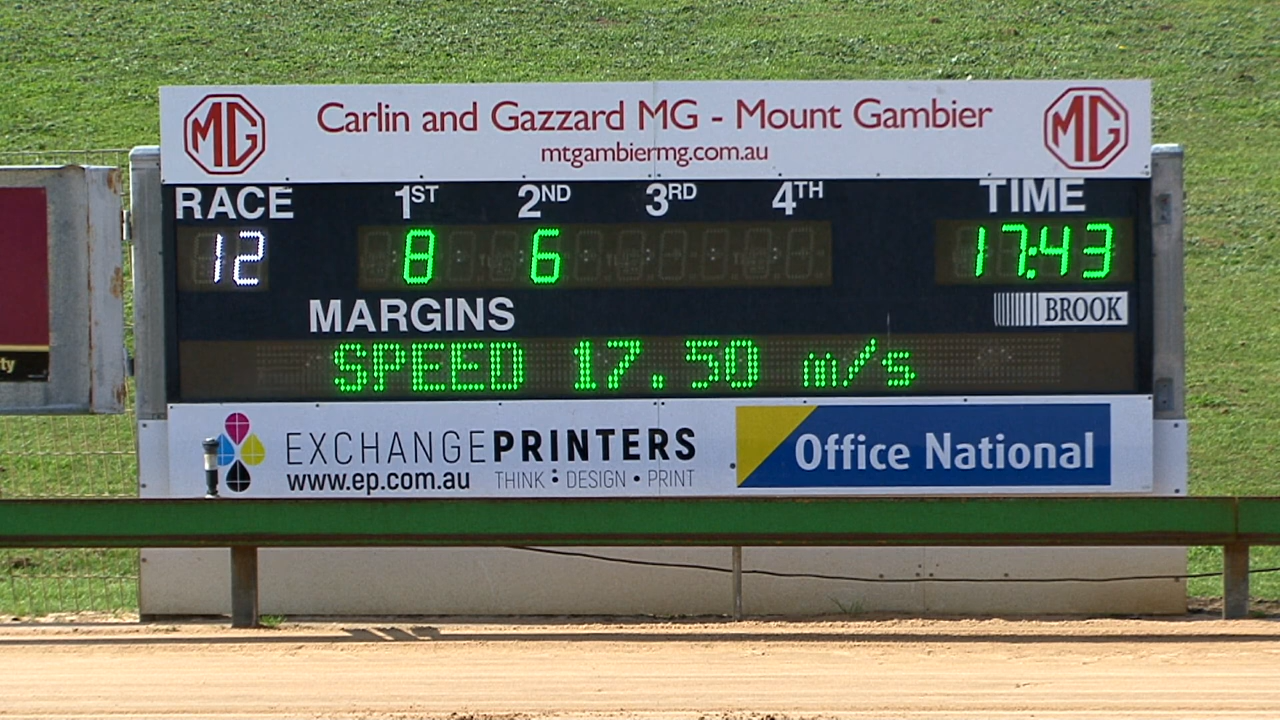 MG Carlin and Gazzard MG - Mount Gambier MG
mtgambiermg.com.au
RACE 1ST 2ND 3RD 4TH TIME
12 8 6 17:43
MARGINS BROOK
SPEED 17.50 m/s
EXCHANGEPRINTERS
www.ep.com.au THINK : DESIGN • PRINT
Office National
ty